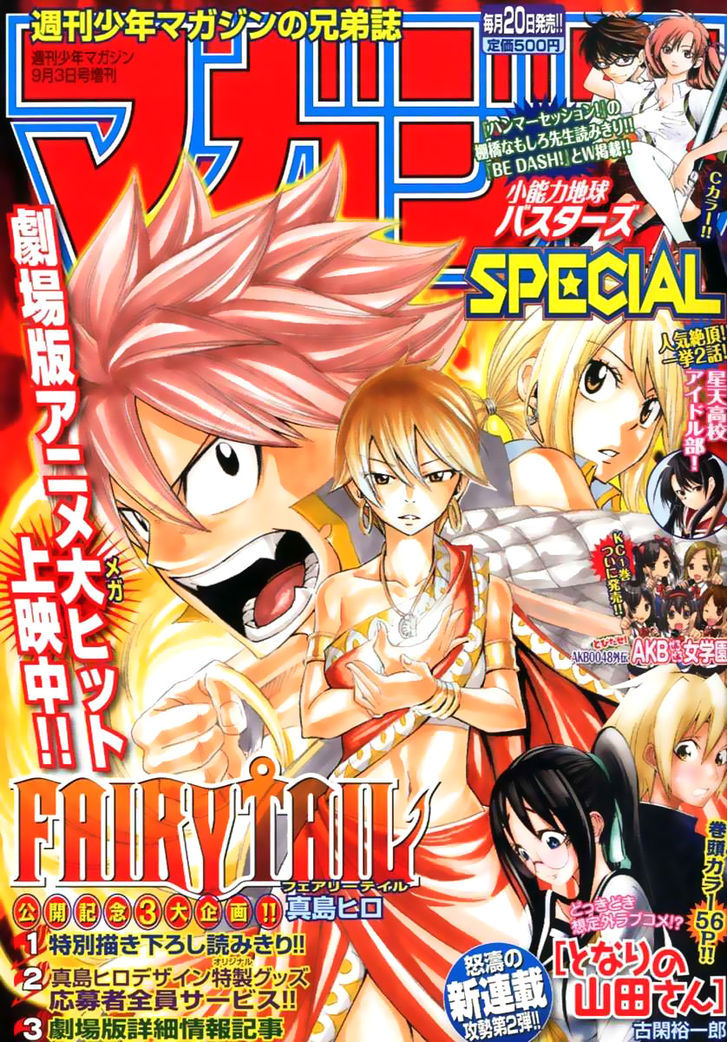 週刊少年マガジンの兄弟誌
毎月20日発売!!
定価500円
週刊少年マガジン
9月3日号増刊
マガジン
SPECIAL
『ハンマーセッション!』の
棚橋なもしろ先生読みきり!!
『BE DASH!』とW掲載!!
小能力地球
バスターズ
Cカラー!!
人気絶頂!
一挙2話!
星天高校
アイドル部!
KC1巻
ついに発売!!
とびだせ!
AKB0048外伝
女学園
劇場版アニメ大ヒット
メガ
上映中!!
FAIRY TAIL
フェアリーテイル
真島ヒロ
公開記念3大企画!!
1 特別描き下ろし読みきり!!
オリジナル
2 真島ヒロデザイン特製グッズ
応募者全員サービス!!
3 劇場版詳細情報記事
巻頭カラー56P!!
どっきどき
想定外ラブコメ!?
[となりの
山田さん]
古閑裕一郎
怒濤の
新連載
攻勢第2弾!!